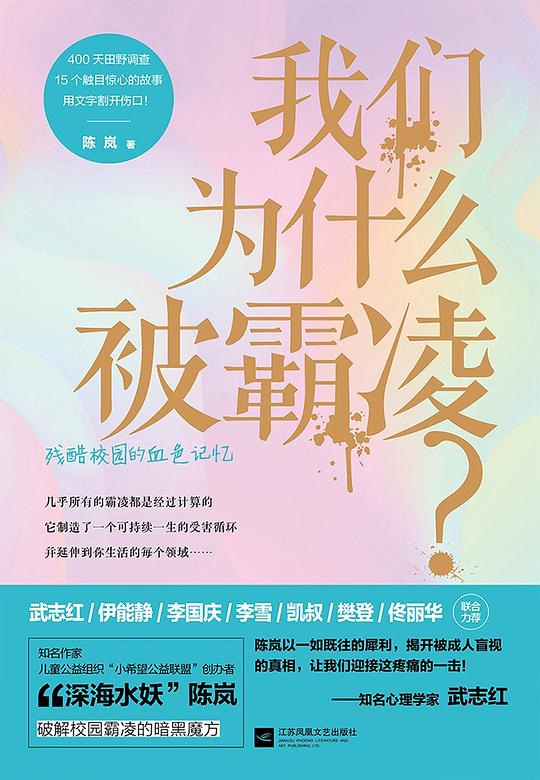 400 天田野调查
15 个触目惊心的故事
用文字割开伤口！
陈 岚 著
我们
为什么
被霸凌？
残酷校园的血色记忆
几乎所有的霸凌都是经过计算的
它制造了一个可持续一生的受害循环
并延伸到你生活的每个领域……
武志红 / 伊能静 / 李国庆 / 李雪 / 凯叔 / 樊登 / 佟丽华
联合
力荐
知名作家
儿童公益组织“小希望公益联盟”创办者
“深海水妖”陈岚
破解校园霸凌的暗黑魔方
陈岚以一如既往的犀利，揭开被成人盲视
的真相，让我们迎接这疼痛的一击！
——知名心理学家 武志红
江苏凤凰文艺出版社
JIANGSU PHOENIX LITERATURE AND
ART PUBLISHING, LTD